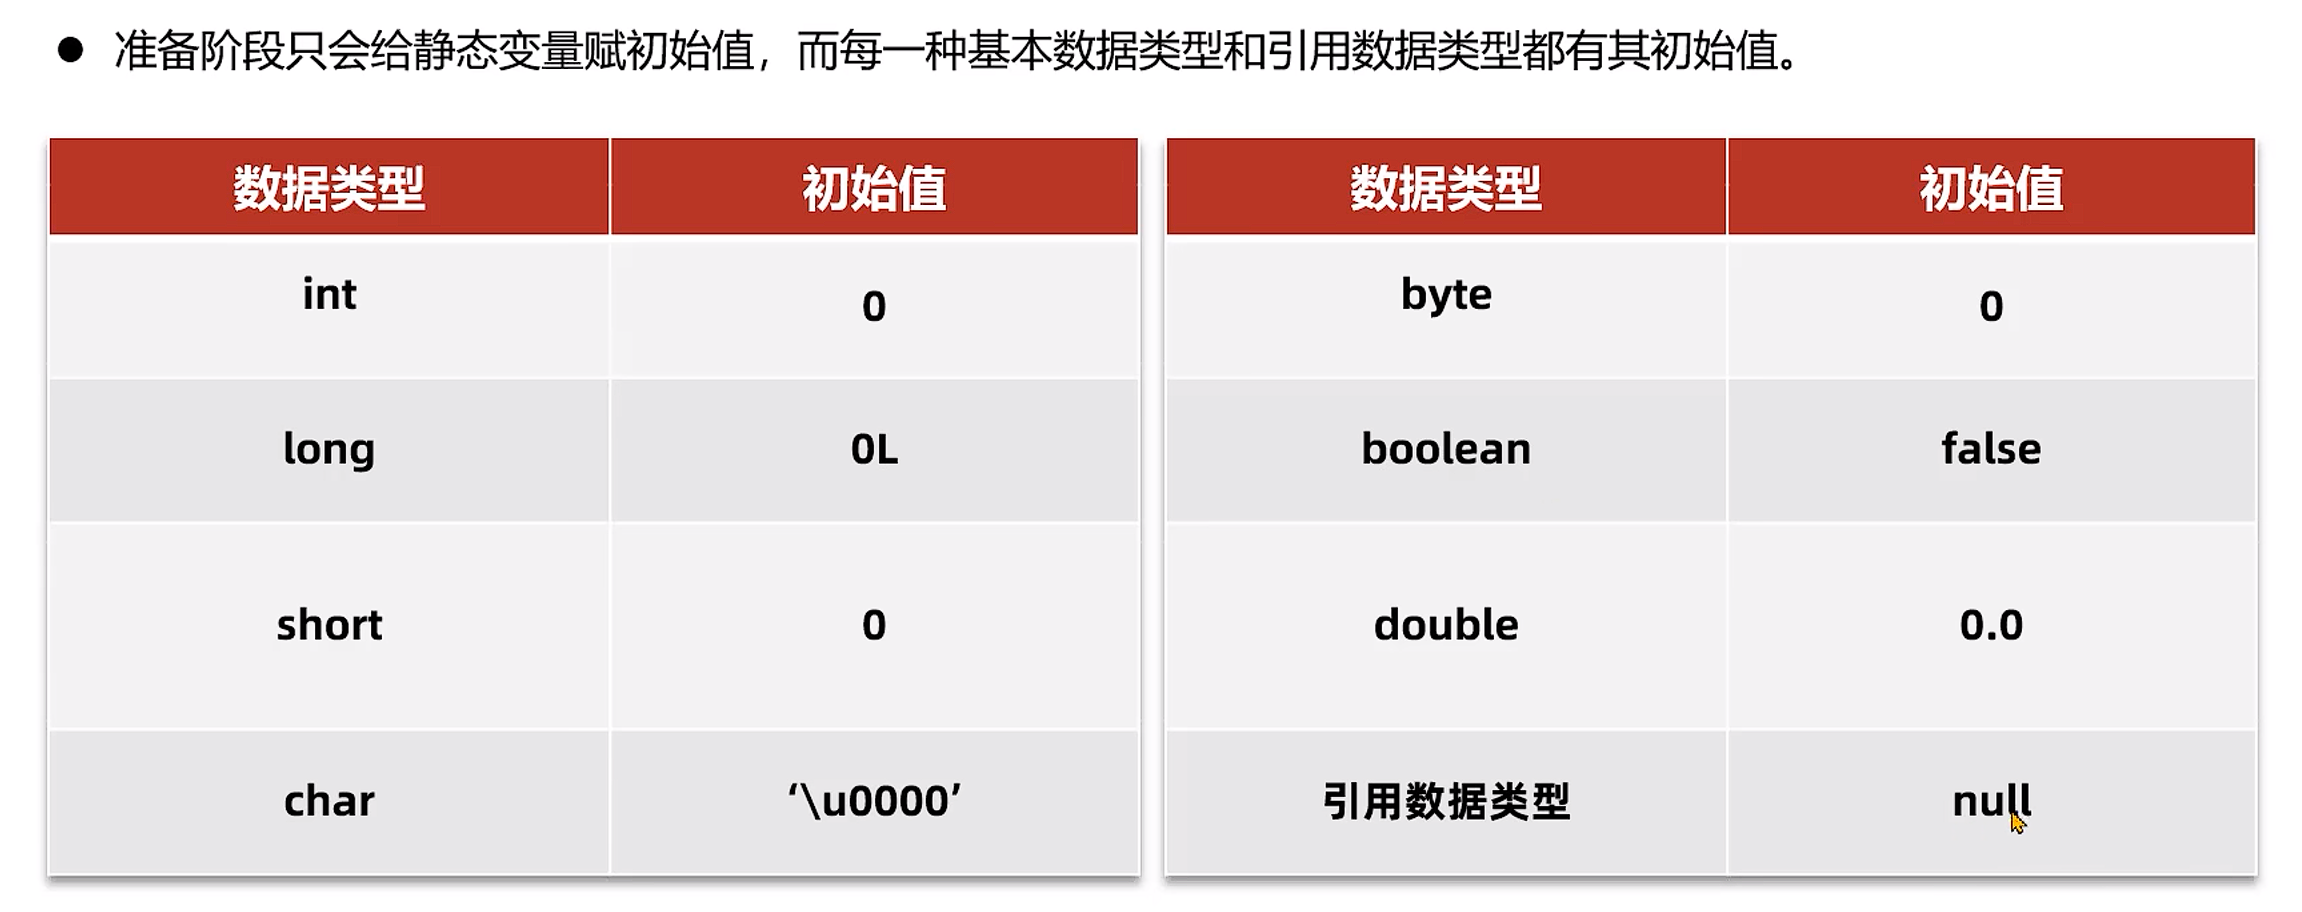 ● 准备阶段只会给静态变量赋初始值，而每一种基本数据类型和引用数据类型都有其初始值。
数据类型 初始值
int 0
long 0L
short 0
char ‘\u0000’
数据类型 初始值
byte 0
boolean false
double 0.0
引用数据类型 null